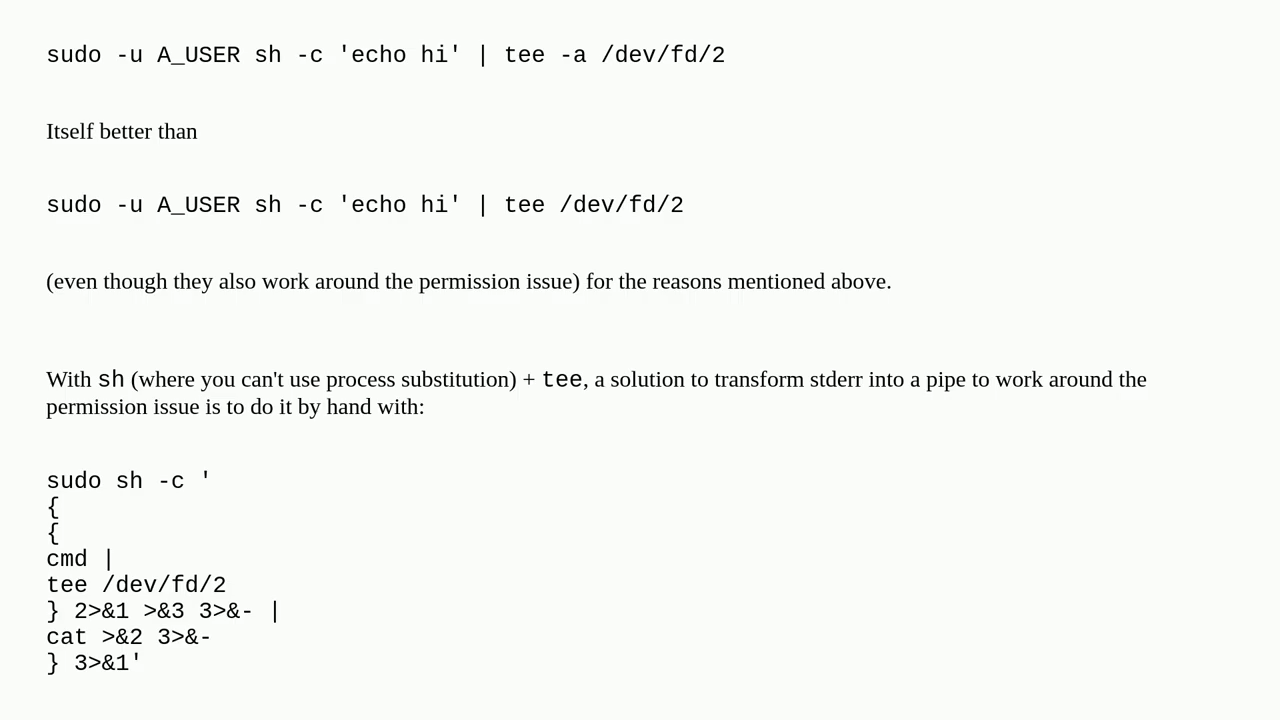 sudo -u A_USER sh -c 'echo hi' | tee -a /dev/fd/2
Itself better than
sudo -u A_USER sh -c 'echo hi' | tee /dev/fd/2
(even though they also work around the permission issue) for the reasons mentioned above.
With sh (where you can't use process substitution) + tee, a solution to transform stderr into a pipe to work around the
permission issue is to do it by hand with:
sudo sh -c '
{
{
cmd |
tee /dev/fd/2
} 2>&1 >&3 3>&- |
cat >&2 3>&-
} 3>&1'